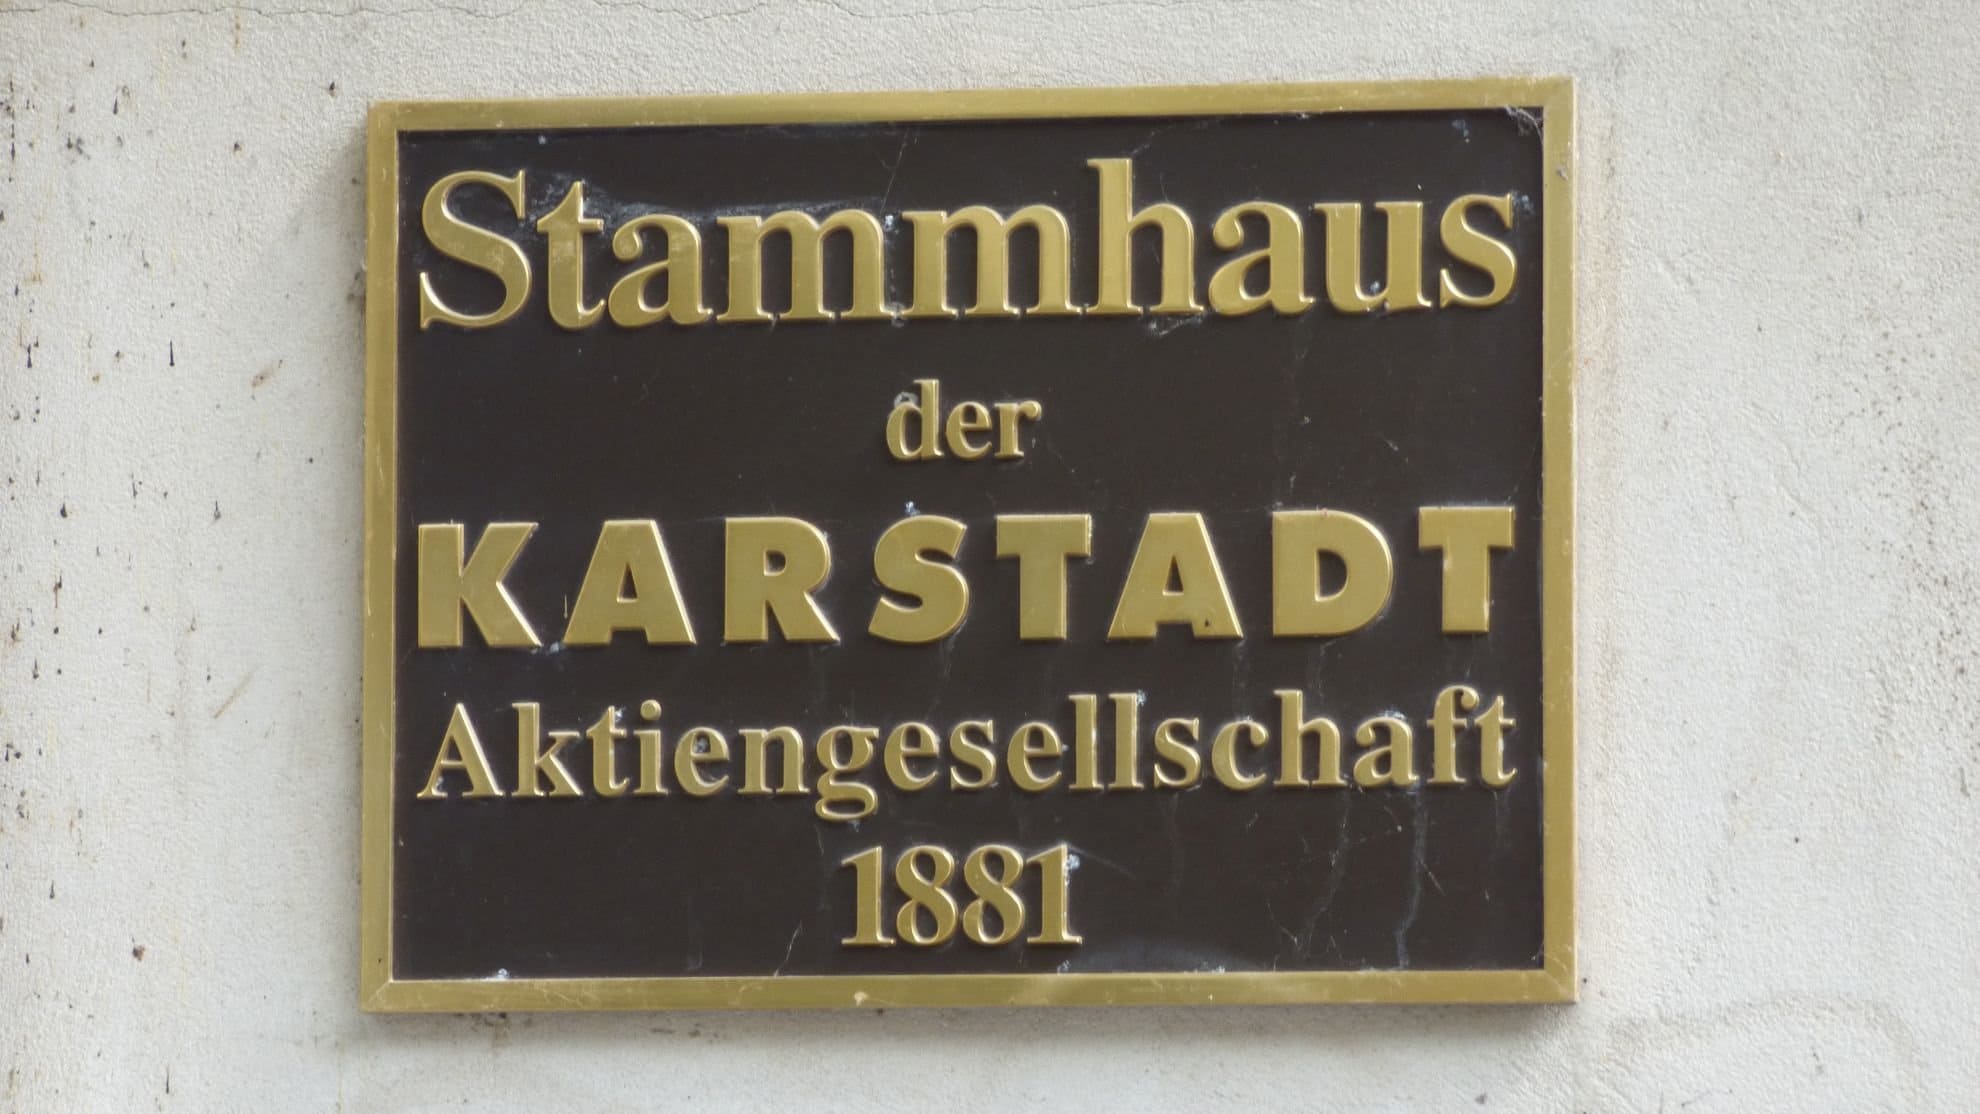 Stammhaus
der
KARSTADT
Aktiengesellschaft
1881